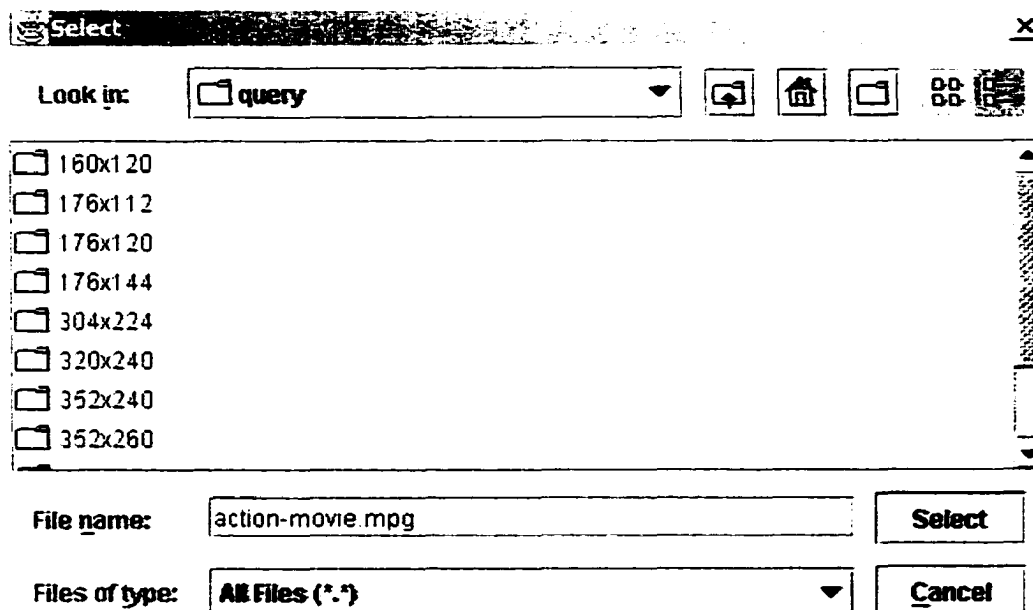 Select
Look in: query
160x120
176x112
176x120
176x144
304x224
320x240
352x240
352x260
File name: action-movie.mpg Select
Files of type: All Files (*.*) Cancel